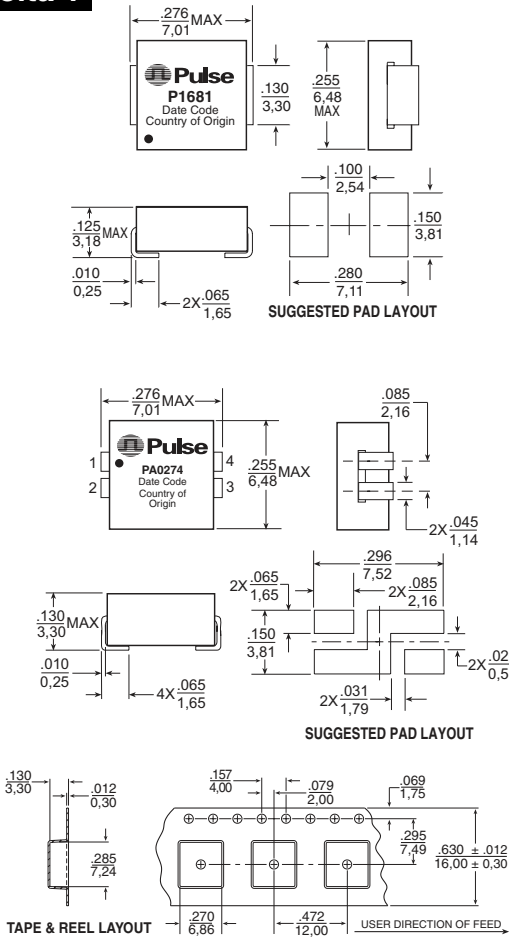 .276
7,01 MAX
Pulse
P1681
Date Code
Country of Origin
.130
3,30
.255
6,48
MAX
.100
2,54
.125
3,18 MAX
.150
3,81
.010
0,25
2X .065
1,65
.280
7,11
SUGGESTED PAD LAYOUT
.276
7,01 MAX
.085
2,16
Pulse
PA0274
Date Code
Country of
Origin
1
2
4
3
.255
6,48 MAX
2X .045
1,14
.296
7,52
2X .065
1,65
2X .085
2,16
.130
3,30 MAX
.150
3,81
.010
0,25
4X .065
1,65
2X .031
1,79
2X .02
0,5
SUGGESTED PAD LAYOUT
.130
3,30
.012
0,30
.157
4,00
.079
2,00
.069
1,75
.285
7,24
.295
7,49
.630 ± .012
16,00 ± 0,30
TAPE & REEL LAYOUT
.270
6,86
.472
12,00
USER DIRECTION OF FEED